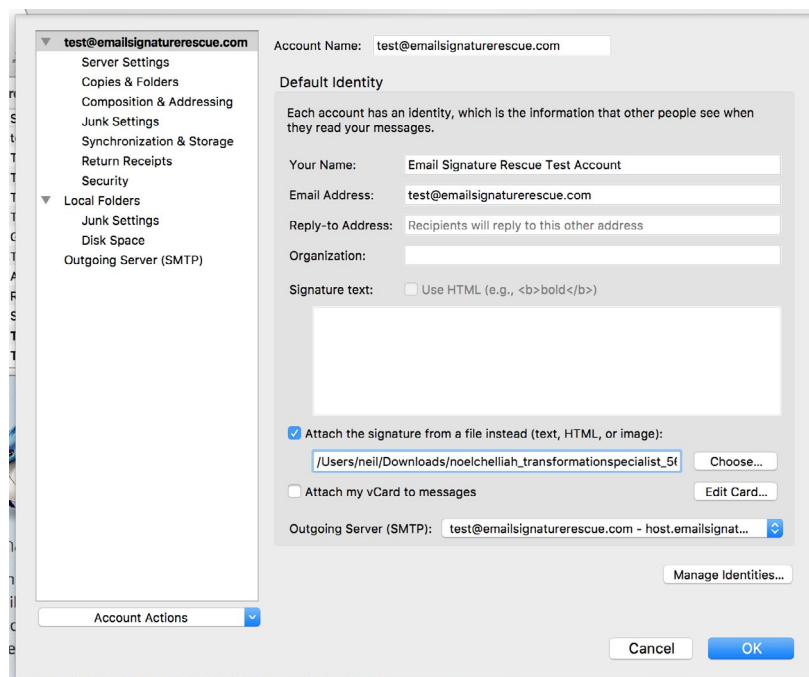 test@emailsignaturerescue.com
Server Settings
Copies & Folders
Composition & Addressing
Junk Settings
Synchronization & Storage
Return Receipts
Security
Local Folders
Junk Settings
Disk Space
Outgoing Server (SMTP)
Account Actions
Account Name: test@emailsignaturerescue.com
Default Identity
Each account has an identity, which is the information that other people see when
they read your messages.
Your Name: Email Signature Rescue Test Account
Email Address: test@emailsignaturerescue.com
Reply-to Address: Recipients will reply to this other address
Organization:
Signature text: Use HTML (e.g., <b>bold</b>)
Attach the signature from a file instead (text, HTML, or image):
/Users/neil/Downloads/noelchelliah_transformationspecialist_56 Choose...
Attach my vCard to messages Edit Card...
Outgoing Server (SMTP): test@emailsignaturerescue.com - host.emailsignat...
Manage Identities...
Cancel OK